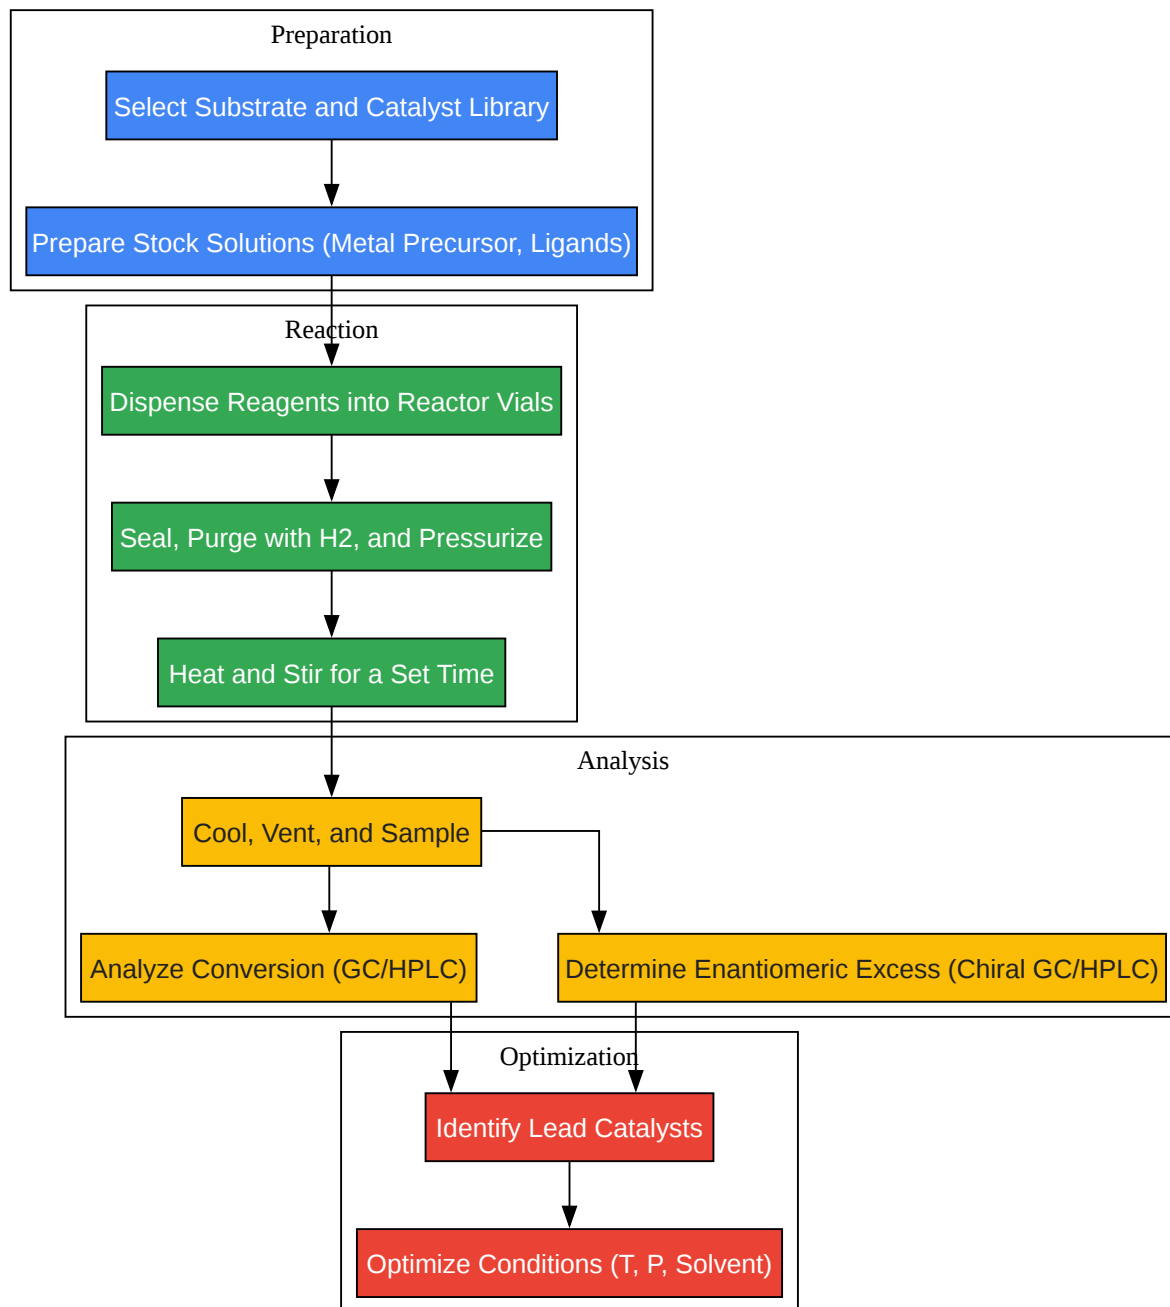 Preparation
Select Substrate and Catalyst Library
Prepare Stock Solutions (Metal Precursor, Ligands)
Reaction
Dispense Reagents into Reactor Vials
Seal, Purge with H2, and Pressurize
Heat and Stir for a Set Time
Analysis
Cool, Vent, and Sample
Analyze Conversion (GC/HPLC)
Determine Enantiomeric Excess (Chiral GC/HPLC)
Optimization
Identify Lead Catalysts
Optimize Conditions (T, P, Solvent)